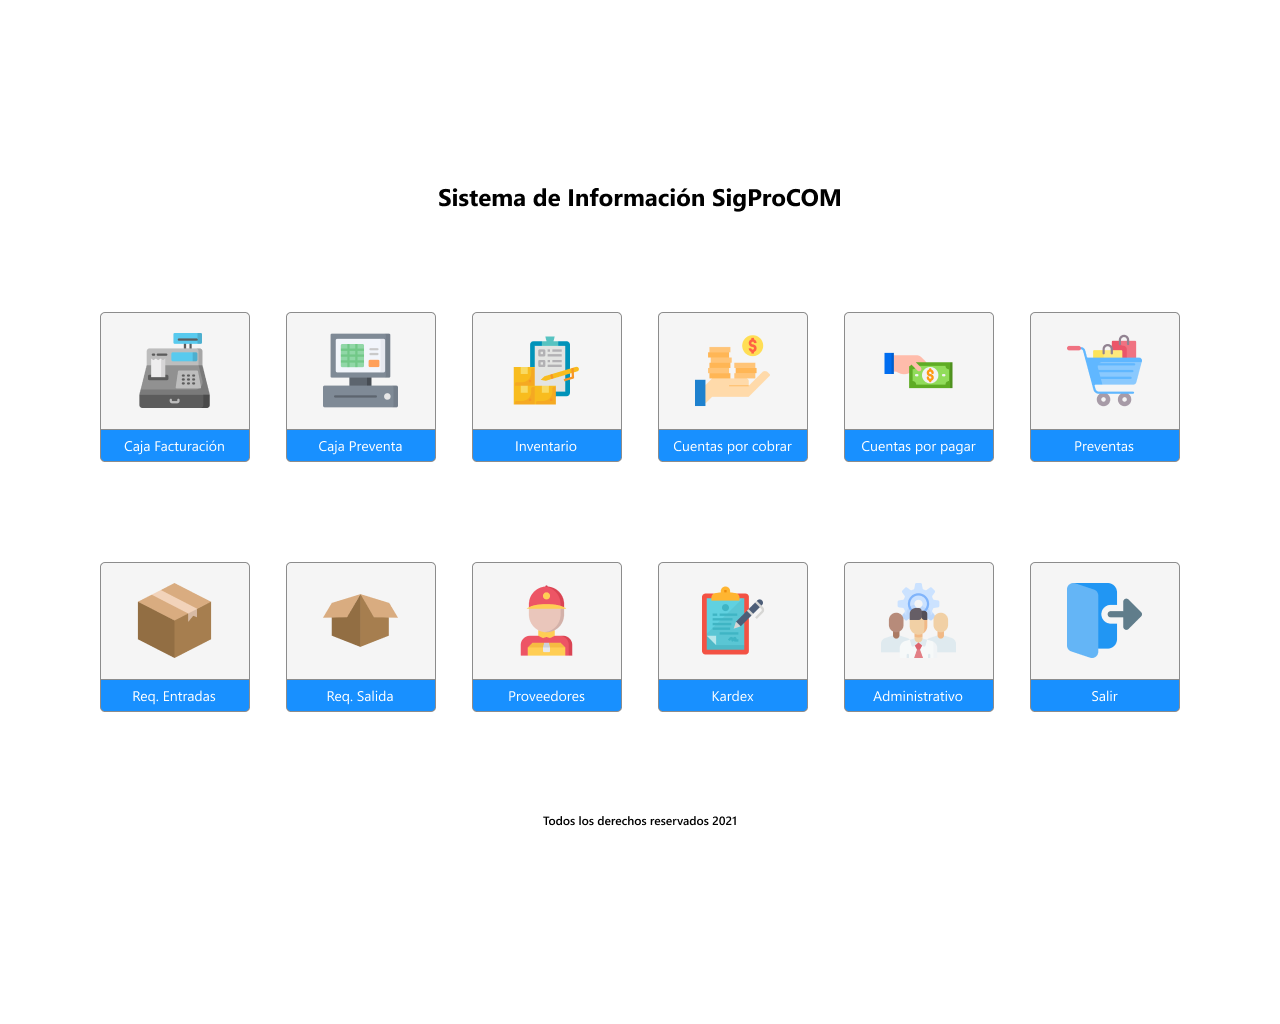 Sistema de Información SigProCOM
Caja Facturación
Caja Preventa
Inventario
Cuentas por cobrar
Cuentas por pagar
Preventas
Req. Entradas
Req. Salida
Proveedores
Kardex
Administrativo
Salir
Todos los derechos reservados 2021